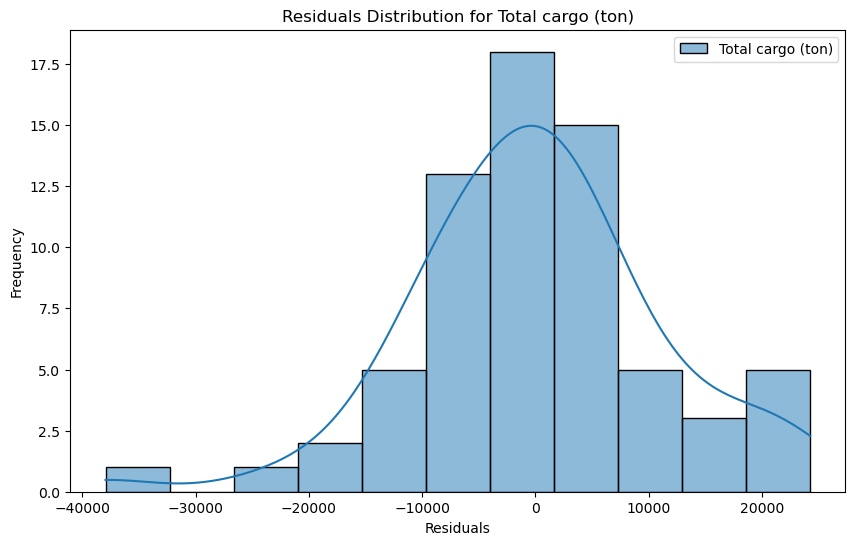 Residuals Distribution for Total cargo (ton)
Total cargo (ton)
17.5
15.0
12.5
10.0
7.5
5.0
2.5
0.0
Frequency
−40000 −30000 −20000 −10000 0 10000 20000
Residuals